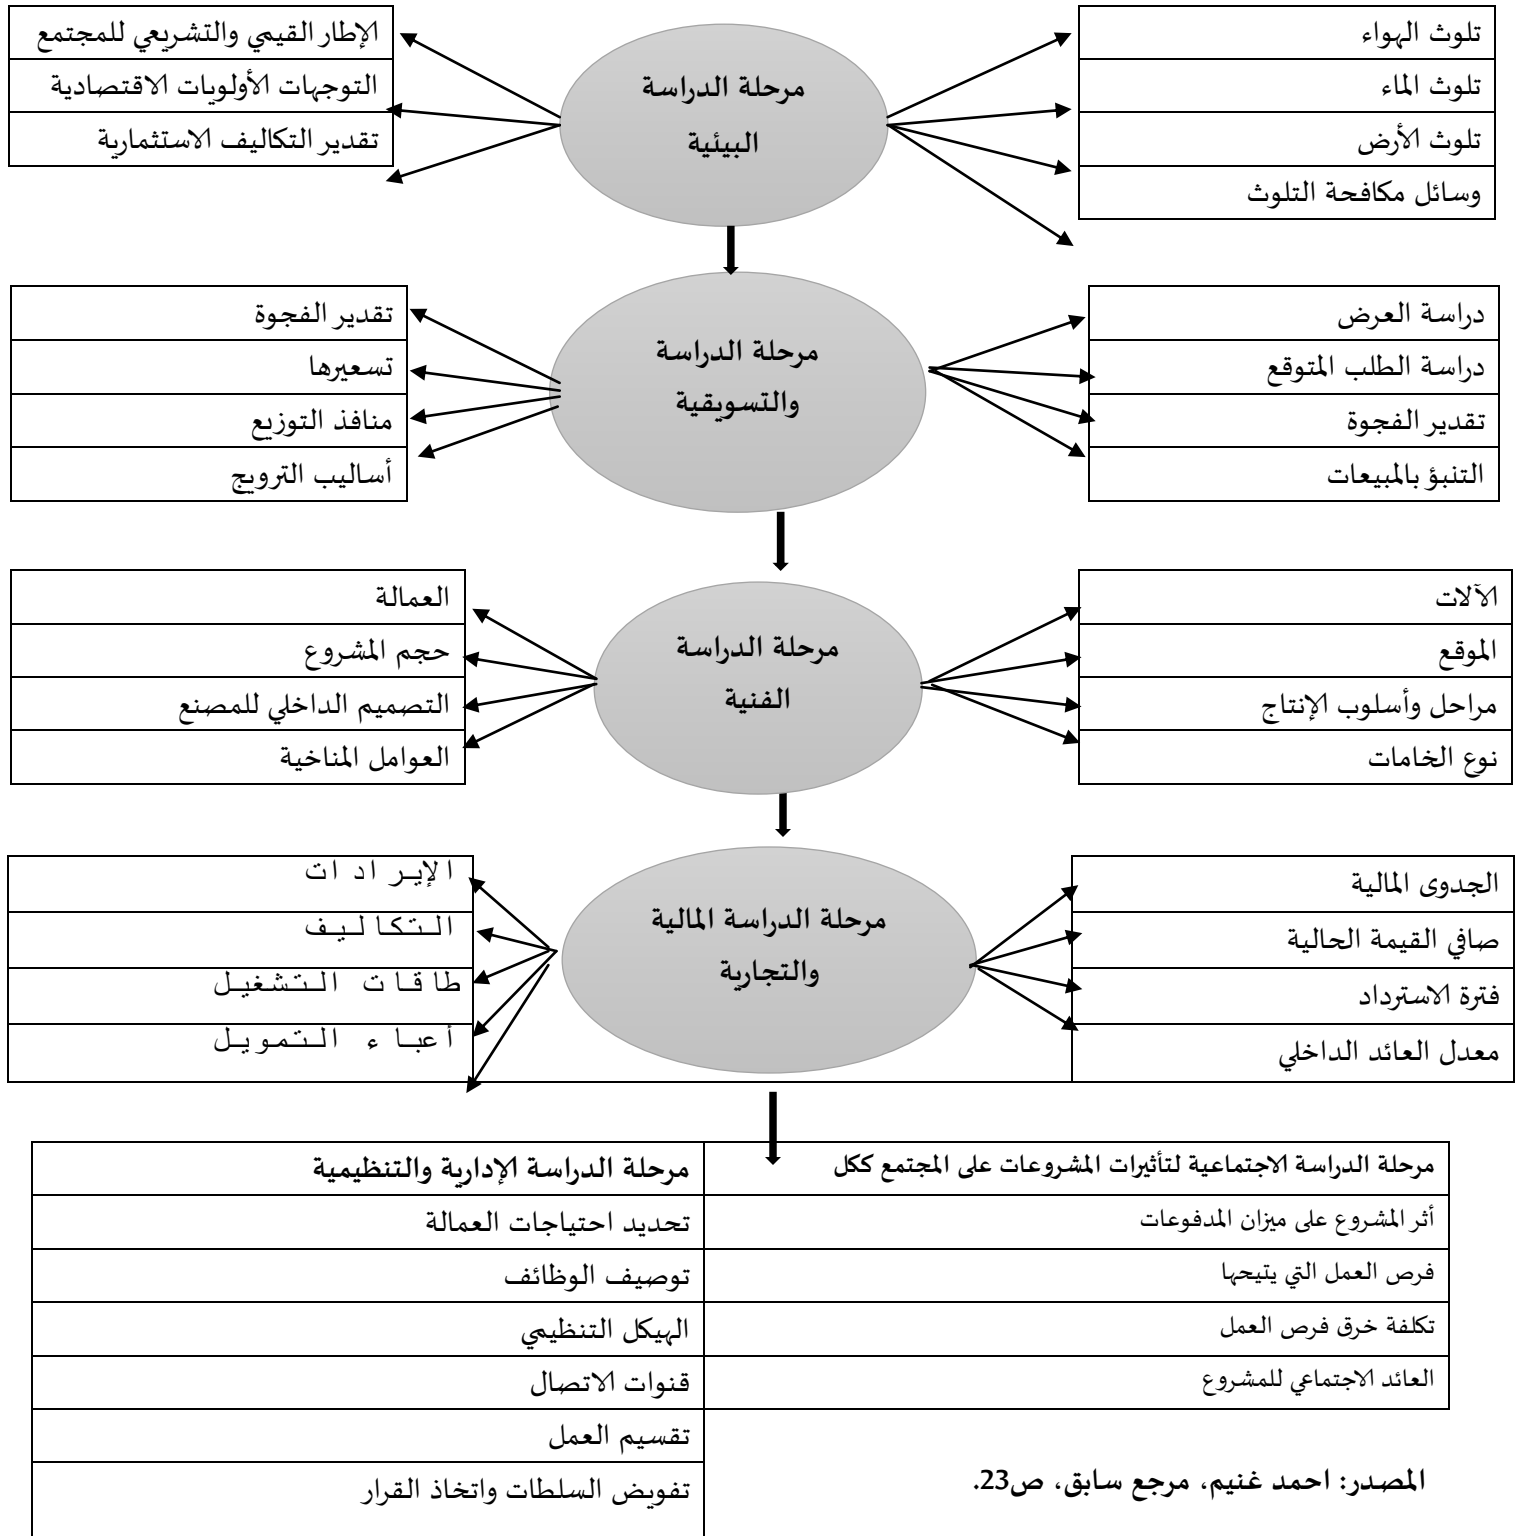 تلوث الهواء
تلوث الماء
تلوث الأرض
وسائل مكافحة التلوث
مرحلة الدراسة
البيئية
الإطار القيمي والتشريعي للمجتمع
التوجهات الأولويات الاقتصادية
تقدير التكاليف الاستثمارية
دراسة العرض
دراسة الطلب المتوقع
تقدير الفجوة
التنبؤ بالمبيعات
مرحلة الدراسة
والتسويقية
تقدير الفجوة
تسعيرها
منافذ التوزيع
أساليب الترويج
الآلات
الموقع
مراحل وأسلوب الإنتاج
نوع الخامات
مرحلة الدراسة
الفنية
العمالة
حجم المشروع
التصميم الداخلي للمصنع
العوامل المناخية
الجدوى المالية
صافي القيمة الحالية
فترة الاسترداد
معدل العائد الداخلي
مرحلة الدراسة المالية
والتجارية
الإيرادات
التكاليف
طاقات التشغيل
أعباء التمويل
مرحلة الدراسة الاجتماعية لتأثيرات المشروعات على المجتمع ككل
أثر المشروع على ميزان المدفوعات
فرص العمل التي يتيحها
تكلفة خرق فرص العمل
العائد الاجتماعي للمشروع
مرحلة الدراسة الإدارية والتنظيمية
تحديد احتياجات العمالة
توصيف الوظائف
الهيكل التنظيمي
قنوات الاتصال
تقسيم العمل
تفويض السلطات واتخاذ القرار
المصدر: احمد غنيم، مرجع سابق، ص23.